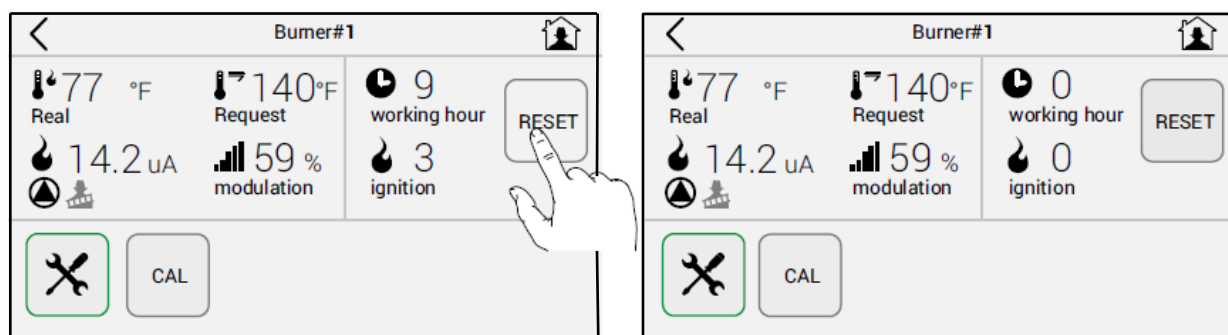 Burner#1
77 °F
Real
140°F
Request
9
working hour
RESET
14.2 uA
59 %
modulation
3
ignition
CAL
Burner#1
77 °F
Real
140°F
Request
0
working hour
RESET
14.2 uA
59 %
modulation
0
ignition
CAL